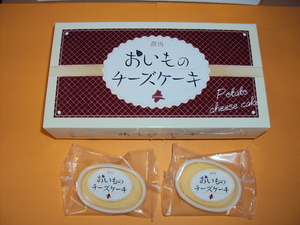 おいもの
チーズケーキ
Potato
cheese cake
おいもの
チーズケーキ
おいもの
チーズケーキ